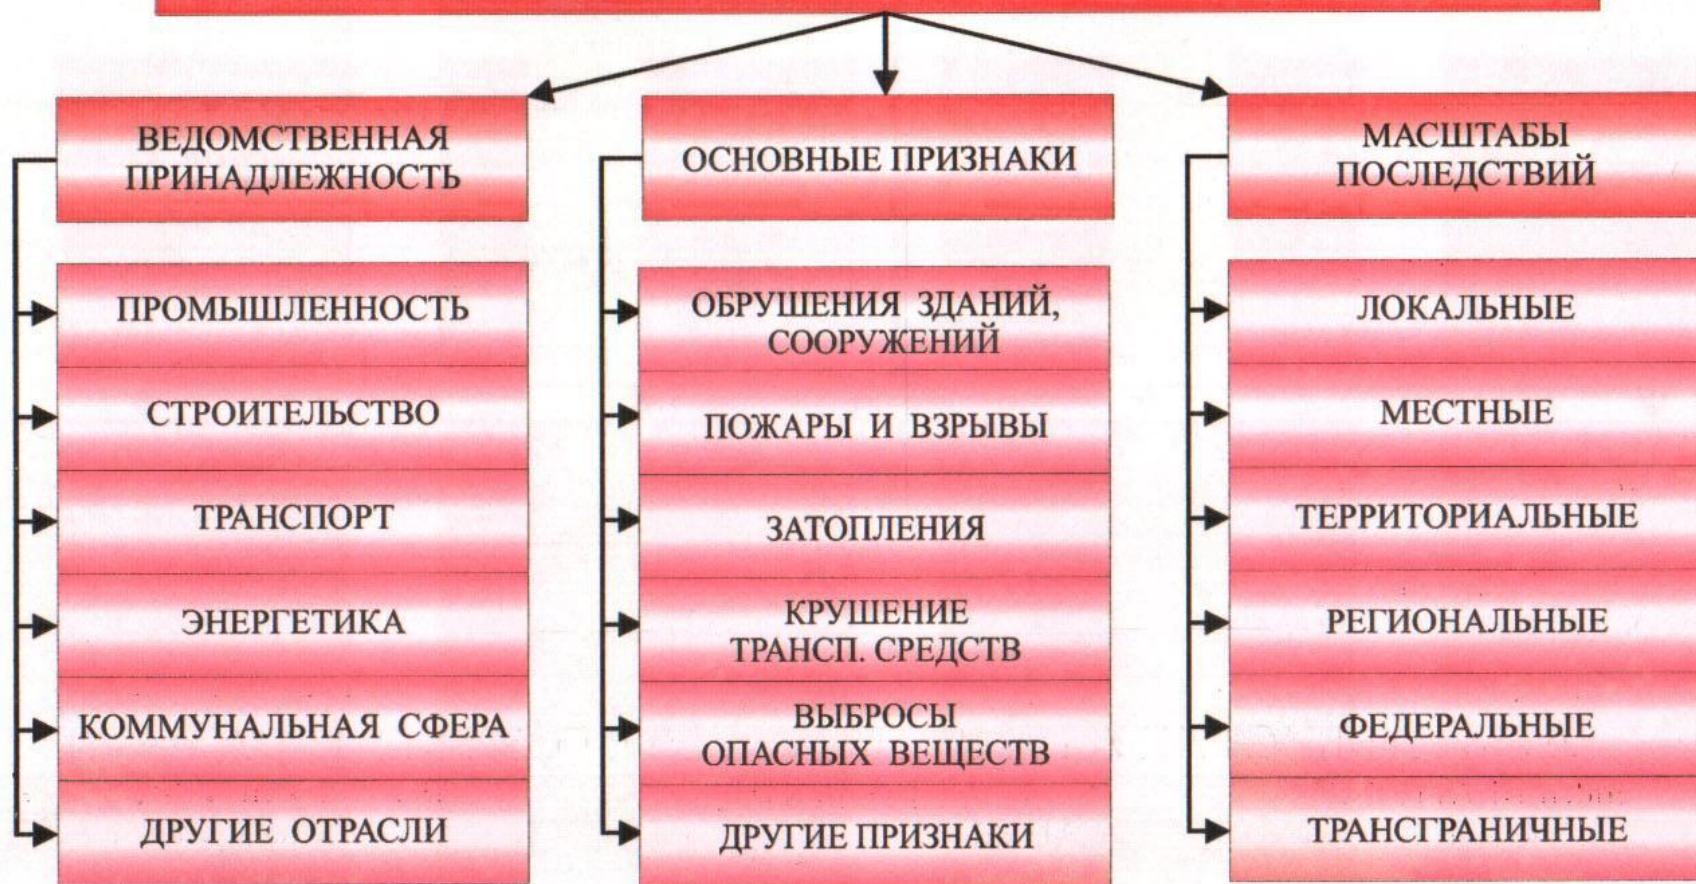 ВЕДОМСТВЕННАЯ
ПРИНАДЛЕЖНОСТЬ
ПРОМЫШЛЕННОСТЬ
СТРОИТЕЛЬСТВО
ТРАНСПОРТ
ЭНЕРГЕТИКА
КОММУНАЛЬНАЯ СФЕРА
ДРУГИЕ ОТРАСЛИ
ОСНОВНЫЕ ПРИЗНАКИ
ОБРУШЕНИЯ ЗДАНИЙ,
СООРУЖЕНИЙ
ПОЖАРЫ И ВЗРЫВЫ
ЗАТОПЛЕНИЯ
КРУШЕНИЕ
ТРАНСП. СРЕДСТВ
ВЫБРОСЫ
ОПАСНЫХ ВЕЩЕСТВ
ДРУГИЕ ПРИЗНАКИ
МАСШТАБЫ
ПОСЛЕДСТВИЙ
ЛОКАЛЬНЫЕ
МЕСТНЫЕ
ТЕРРИТОРИАЛЬНЫЕ
РЕГИОНАЛЬНЫЕ
ФЕДЕРАЛЬНЫЕ
ТРАНСГРАНИЧНЫЕ